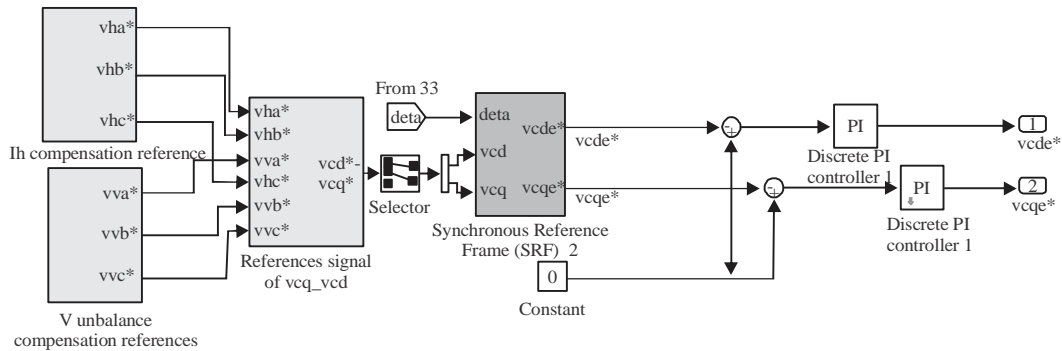 vha*
vhb*
vhc*
Ih compensation reference
vva*
vvb*
vvc*
V unbalance
compensation references
vha*
vhb*
vva*
vhc*
vvb*
vvc*
vcd*-
vcq*
References signal
of vcq_vcd
Selector
From 33
deta
deta
vcd
vcq
vcde*
vcqe*
Synchronous Reference
Frame (SRF) 2
vcde*
vcqe*
0
Constant
-
+
-
+
PI
Discrete PI
controller 1
PI
Discrete PI
controller 1
1
vcde*
2
vcqe*